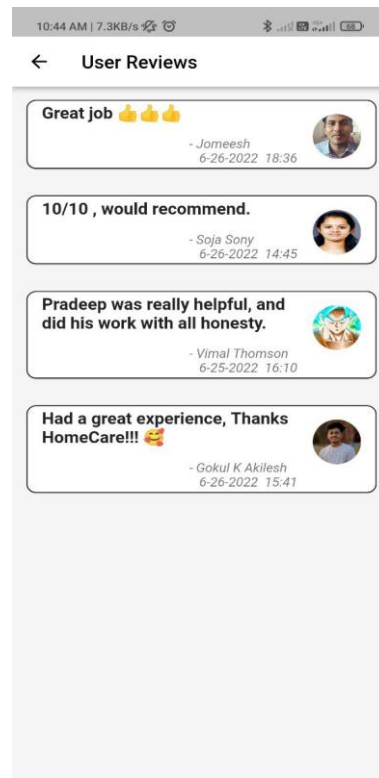 10:44 AM | 7.3KB/s
68
User Reviews
Great job 👍👍👍
- Jomeesh
6-26-2022 18:36
10/10 , would recommend.
- Soja Sony
6-26-2022 14:45
Pradeep was really helpful, and
did his work with all honesty.
- Vimal Thomson
6-25-2022 16:10
Had a great experience, Thanks
HomeCare!!! 🥰
- Gokul K Akilesh
6-26-2022 15:41